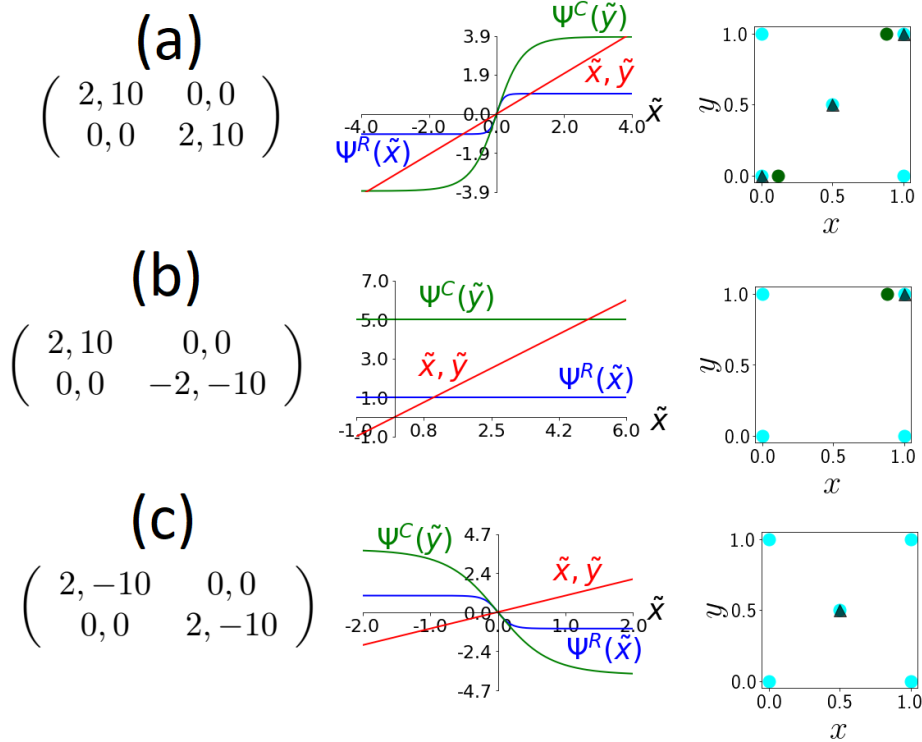 (a)
( 2, 10 0, 0
0, 0 2, 10 )
Ψ^C(ỹ)
3.9
x̃, ỹ
1.9
0.0
-4.0 -2.0 0.0 2.0 4.0 x̃
Ψ^R(x̃)
-1.9
-3.9
1.0
y 0.5
0.0
0.0 0.5 1.0
x
(b)
( 2, 10 0, 0
0, 0 −2, −10 )
7.0
Ψ^C(ỹ)
5.0
3.0
x̃, ỹ Ψ^R(x̃)
1.0
-1.0 0.8 2.5 4.2 6.0 x̃
-1.0
1.0
y 0.5
0.0
0.0 0.5 1.0
x
(c)
( 2, −10 0, 0
0, 0 2, −10 )
Ψ^C(ỹ)
4.7
x̃, ỹ
2.4
0.0
-2.0 -1.0 0.0 1.0 2.0 x̃
Ψ^R(x̃)
-2.4
-4.7
1.0
y 0.5
0.0
0.0 0.5 1.0
x